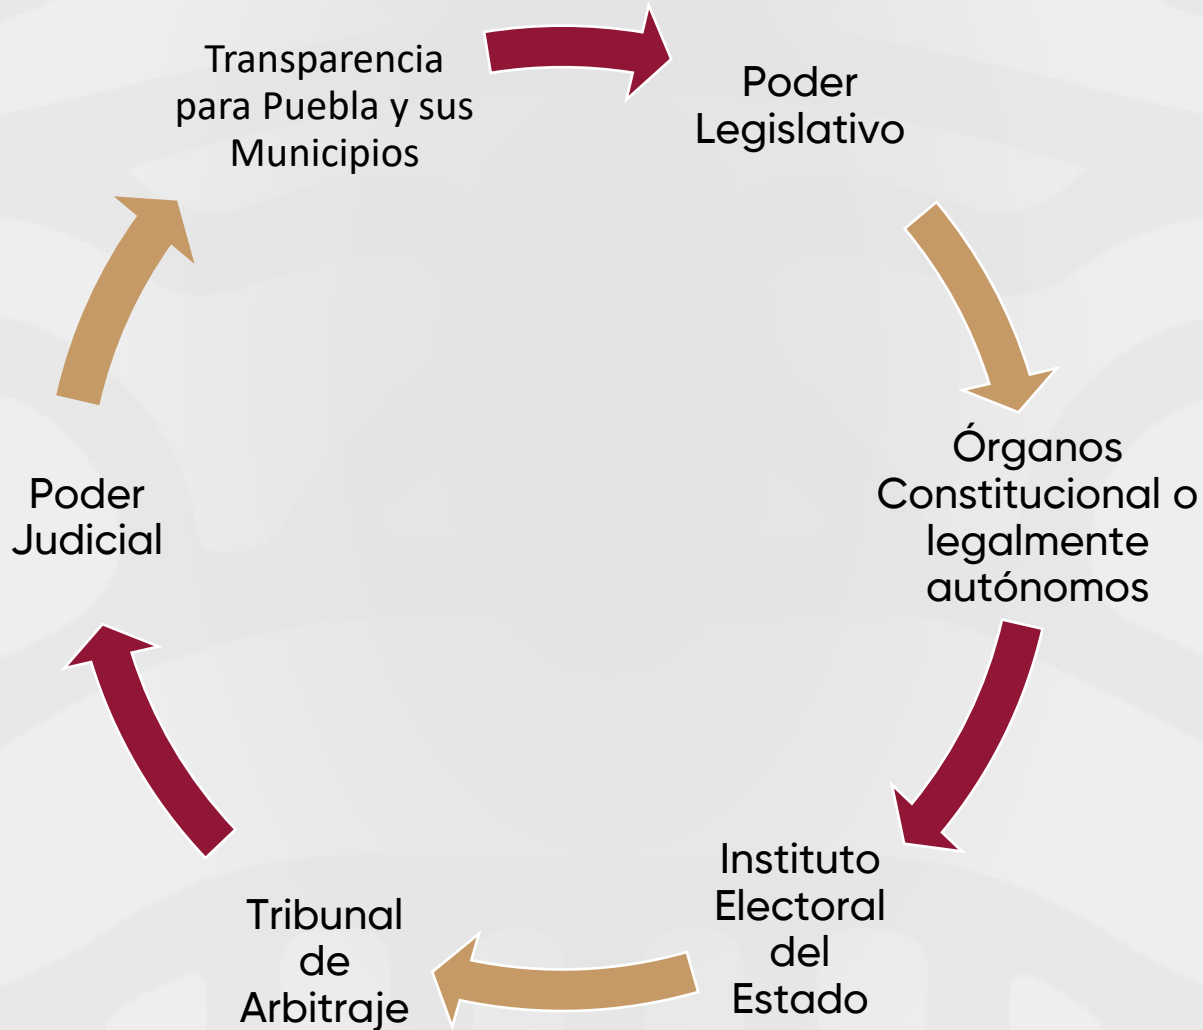 Transparencia
para Puebla y sus
Municipios
Poder
Legislativo
Órganos
Constitucional o
legalmente
autónomos
Instituto
Electoral
del
Estado
Tribunal
de
Arbitraje
Poder
Judicial